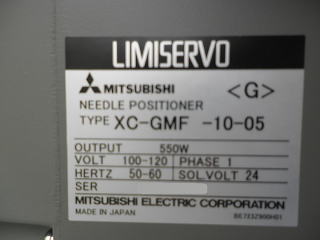 LIMISERVO
MITSUBISHI <G>
NEEDLE POSITIONER
TYPE XC-GMF -10-05
OUTPUT 550W
VOLT 100-120 PHASE 1
HERTZ 50-60 SOL.VOLT 24
SER
MITSUBISHI ELECTRIC CORPORATION
MADE IN JAPAN